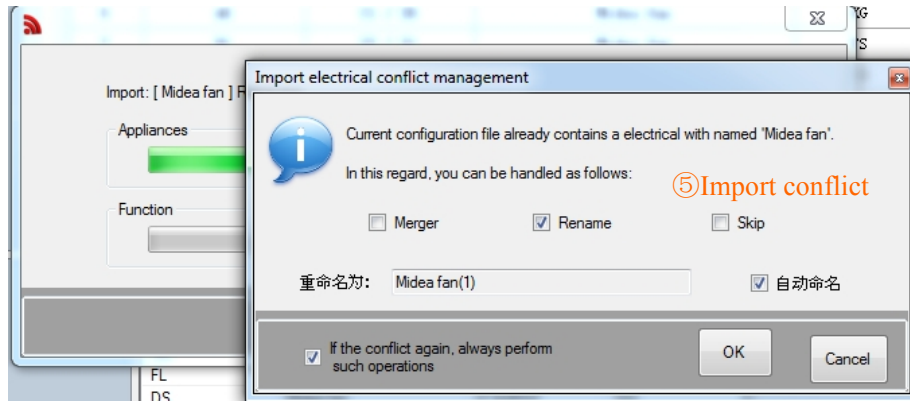 KG
YS
Import: [ Midea fan ] R
Appliances
Function
Import electrical conflict management
Current configuration file already contains a electrical with named 'Midea fan'.
In this regard, you can be handled as follows:
⑤Import conflict
Merger
Rename
Skip
重命名为:
Midea fan(1)
自动命名
If the conflict again, always perform
such operations
OK
Cancel
FL
DS